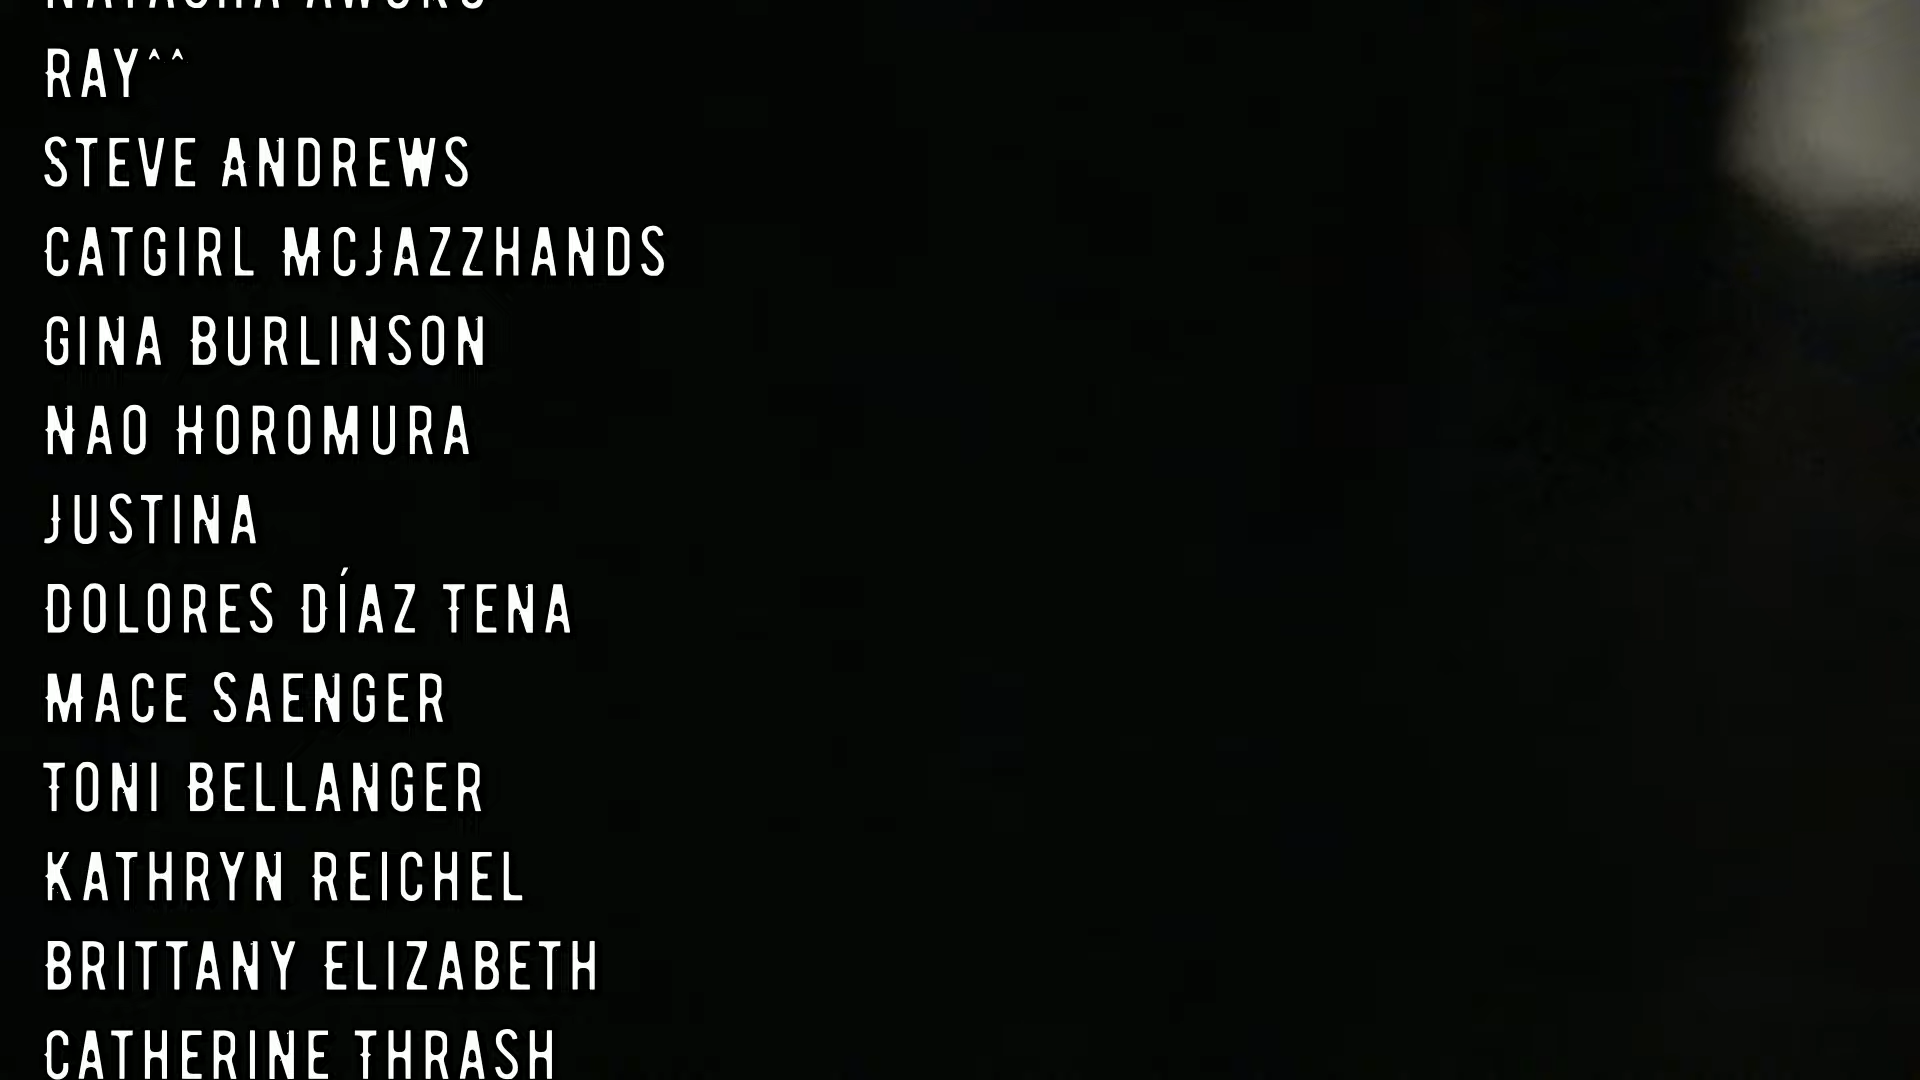 RAY^^
STEVE ANDREWS
CATGIRL MCJAZZHANDS
GINA BURLINSON
NAO HOROMURA
JUSTINA
DOLORES DÍAZ TENA
MACE SAENGER
TONI BELLANGER
KATHRYN REICHEL
BRITTANY ELIZABETH
CATHERINE THRASH